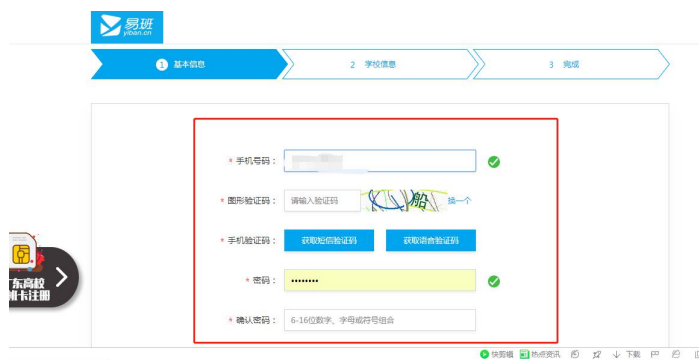 易班
yiban.cn
1 基本信息
2 学校信息
3 完成
* 手机号码：
* 图形验证码： 请输入验证码 船 换一个
* 手机验证码： 获取短信验证码 获取语音验证码
* 密码： ••••••••
* 确认密码： 6-16位数字、字母或符号组合
东高校
卡注册
快剪辑 热点资讯 下载